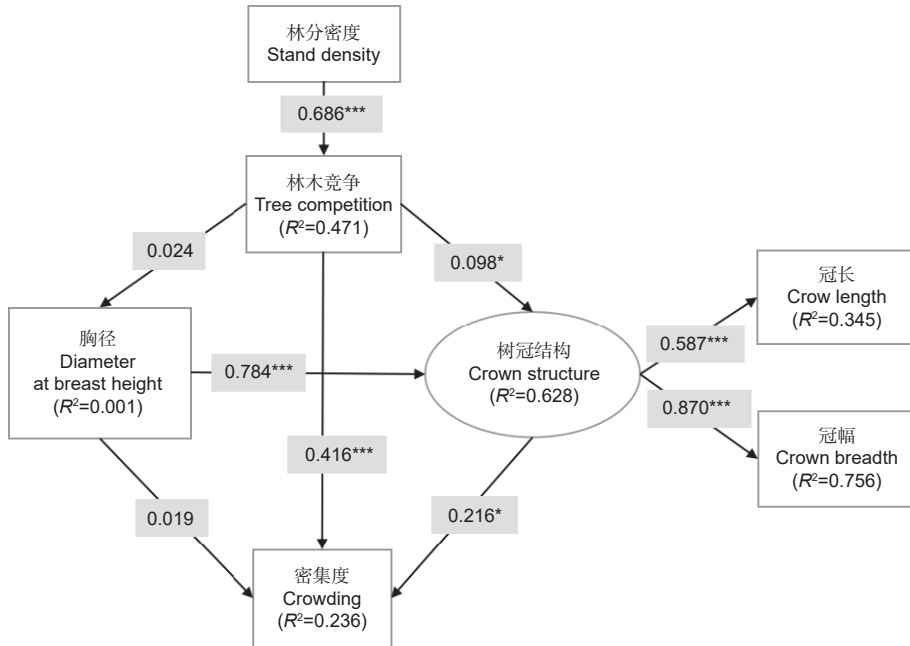 林分密度
Stand density
0.686***
林木竞争
Tree competition
(R²=0.471)
0.024
0.098*
冠长
Crow length
(R²=0.345)
胸径
Diameter
at breast height
(R²=0.001)
0.784***
树冠结构
Crown structure
(R²=0.628)
0.587***
0.870***
冠幅
Crown breadth
(R²=0.756)
0.416***
0.019
0.216*
密集度
Crowding
(R²=0.236)